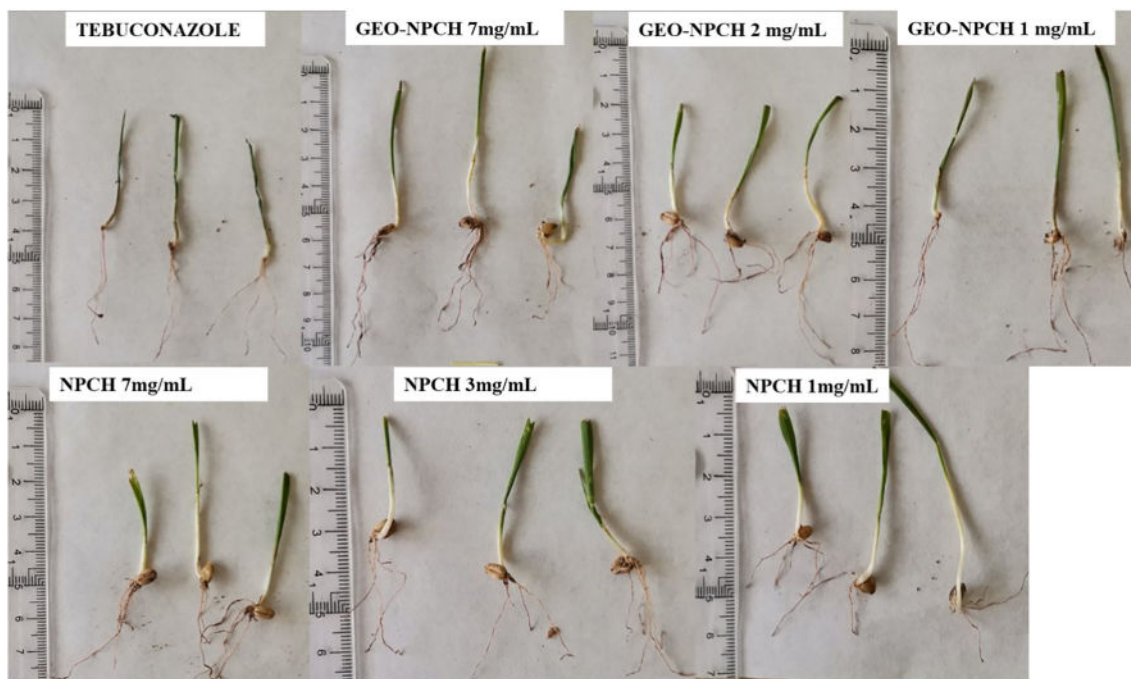 TEBUCONAZOLE
GEO-NPCH 7mg/mL
GEO-NPCH 2 mg/mL
GEO-NPCH 1 mg/mL
NPCH 7mg/mL
NPCH 3mg/mL
NPCH 1mg/mL